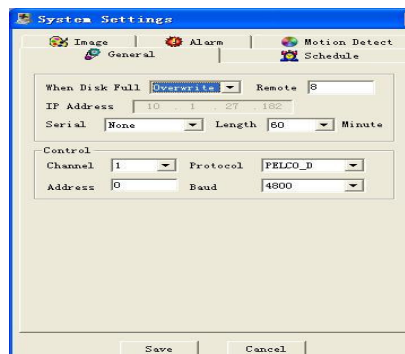 System Settings
Image Alarm Motion Detect
General Schedule
When Disk Full Overwrite Remote 8
IP Address 10 . 1 . 27 . 182
Serial None Length 60 Minute
Control
Channel 1 Protocol PELCO_D
Address 0 Baud 4800
Save Cancel